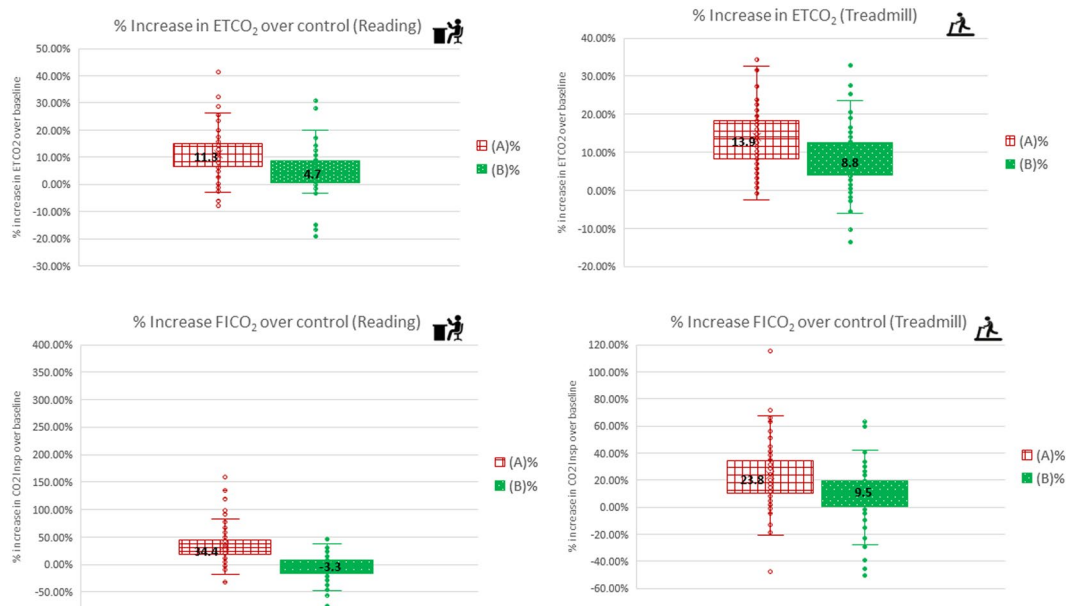 % Increase in ETCO₂ over control (Reading)
% increase in ETCO2 over baseline
50.00%
40.00%
30.00%
20.00%
10.00%
0.00%
-10.00%
-20.00%
-30.00%
11.3
4.7
(A)%
(B)%
% Increase in ETCO₂ (Treadmill)
% increase in ETCO2 over baseline
40.00%
30.00%
20.00%
10.00%
0.00%
-10.00%
-20.00%
13.9
8.8
(A)%
(B)%
% Increase FICO₂ over control (Reading)
% increase in CO2 Insp over baseline
400.00%
350.00%
300.00%
250.00%
200.00%
150.00%
100.00%
50.00%
0.00%
-50.00%
34.4
-3.3
(A)%
(B)%
% Increase FICO₂ over control (Treadmill)
% increase in CO2 Insp over baseline
120.00%
100.00%
80.00%
60.00%
40.00%
20.00%
0.00%
-20.00%
-40.00%
-60.00%
23.8
9.5
(A)%
(B)%